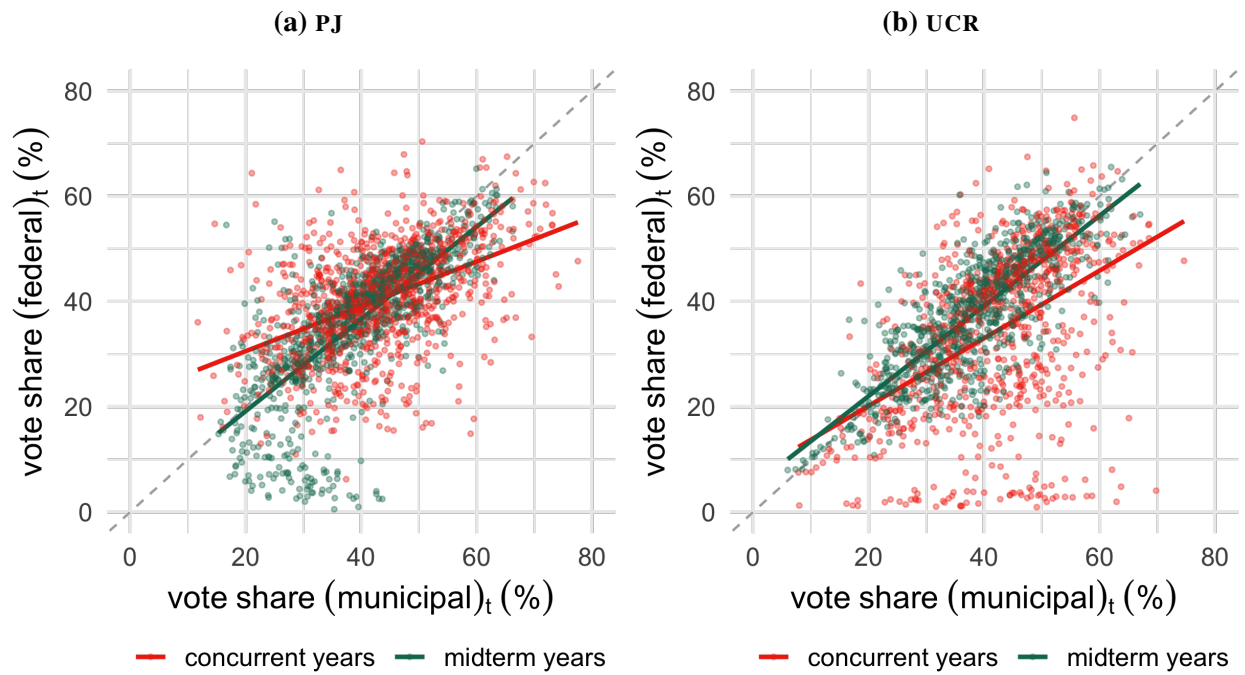 (a) PJ
80
60
40
20
0
0 20 40 60 80
vote share (federal)t (%)
vote share (municipal)t (%)
concurrent years midterm years
(b) UCR
80
60
40
20
0
0 20 40 60 80
vote share (federal)t (%)
vote share (municipal)t (%)
concurrent years midterm years